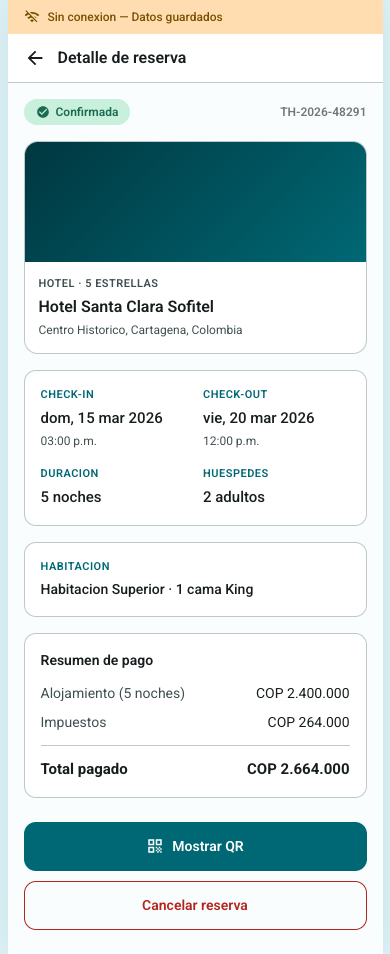 Sin conexion — Datos guardados
Detalle de reserva
Confirmada
TH-2026-48291
HOTEL · 5 ESTRELLAS
Hotel Santa Clara Sofitel
Centro Historico, Cartagena, Colombia
CHECK-IN
CHECK-OUT
dom, 15 mar 2026
vie, 20 mar 2026
03:00 p.m.
12:00 p.m.
DURACION
HUESPEDES
5 noches
2 adultos
HABITACION
Habitacion Superior · 1 cama King
Resumen de pago
Alojamiento (5 noches) COP 2.400.000
Impuestos COP 264.000
Total pagado COP 2.664.000
Mostrar QR
Cancelar reserva